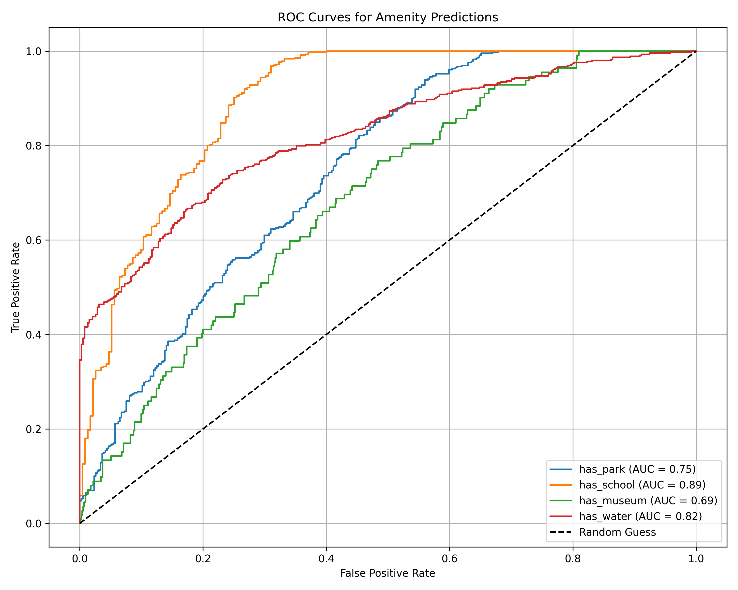 ROC Curves for Amenity Predictions
True Positive Rate
1.0
0.8
0.6
0.4
0.2
0.0
has_park (AUC = 0.75)
has_school (AUC = 0.89)
has_museum (AUC = 0.69)
has_water (AUC = 0.82)
Random Guess
0.0 0.2 0.4 0.6 0.8 1.0
False Positive Rate